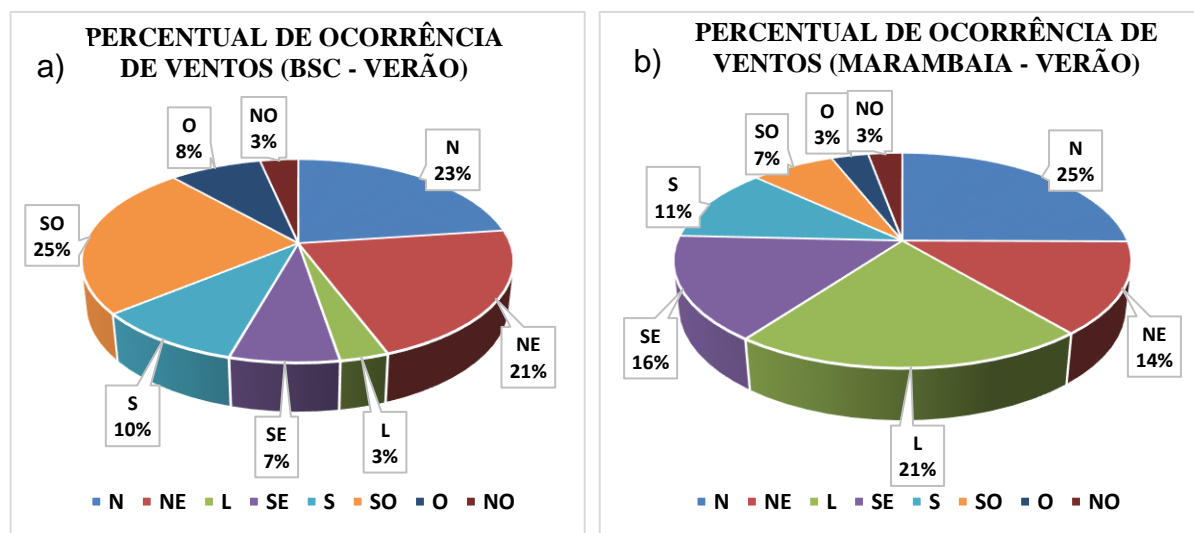 a)
PERCENTUAL DE OCORRÊNCIA
DE VENTOS (BSC - VERÃO)
NO
3%
O
8%
N
23%
SO
25%
NE
21%
S
10%
SE
7%
L
3%
N NE L SE S SO O NO
b)
PERCENTUAL DE OCORRÊNCIA DE
VENTOS (MARAMBAIA - VERÃO)
O
3%
NO
3%
SO
7%
N
25%
S
11%
SE
16%
NE
14%
L
21%
N NE L SE S SO O NO